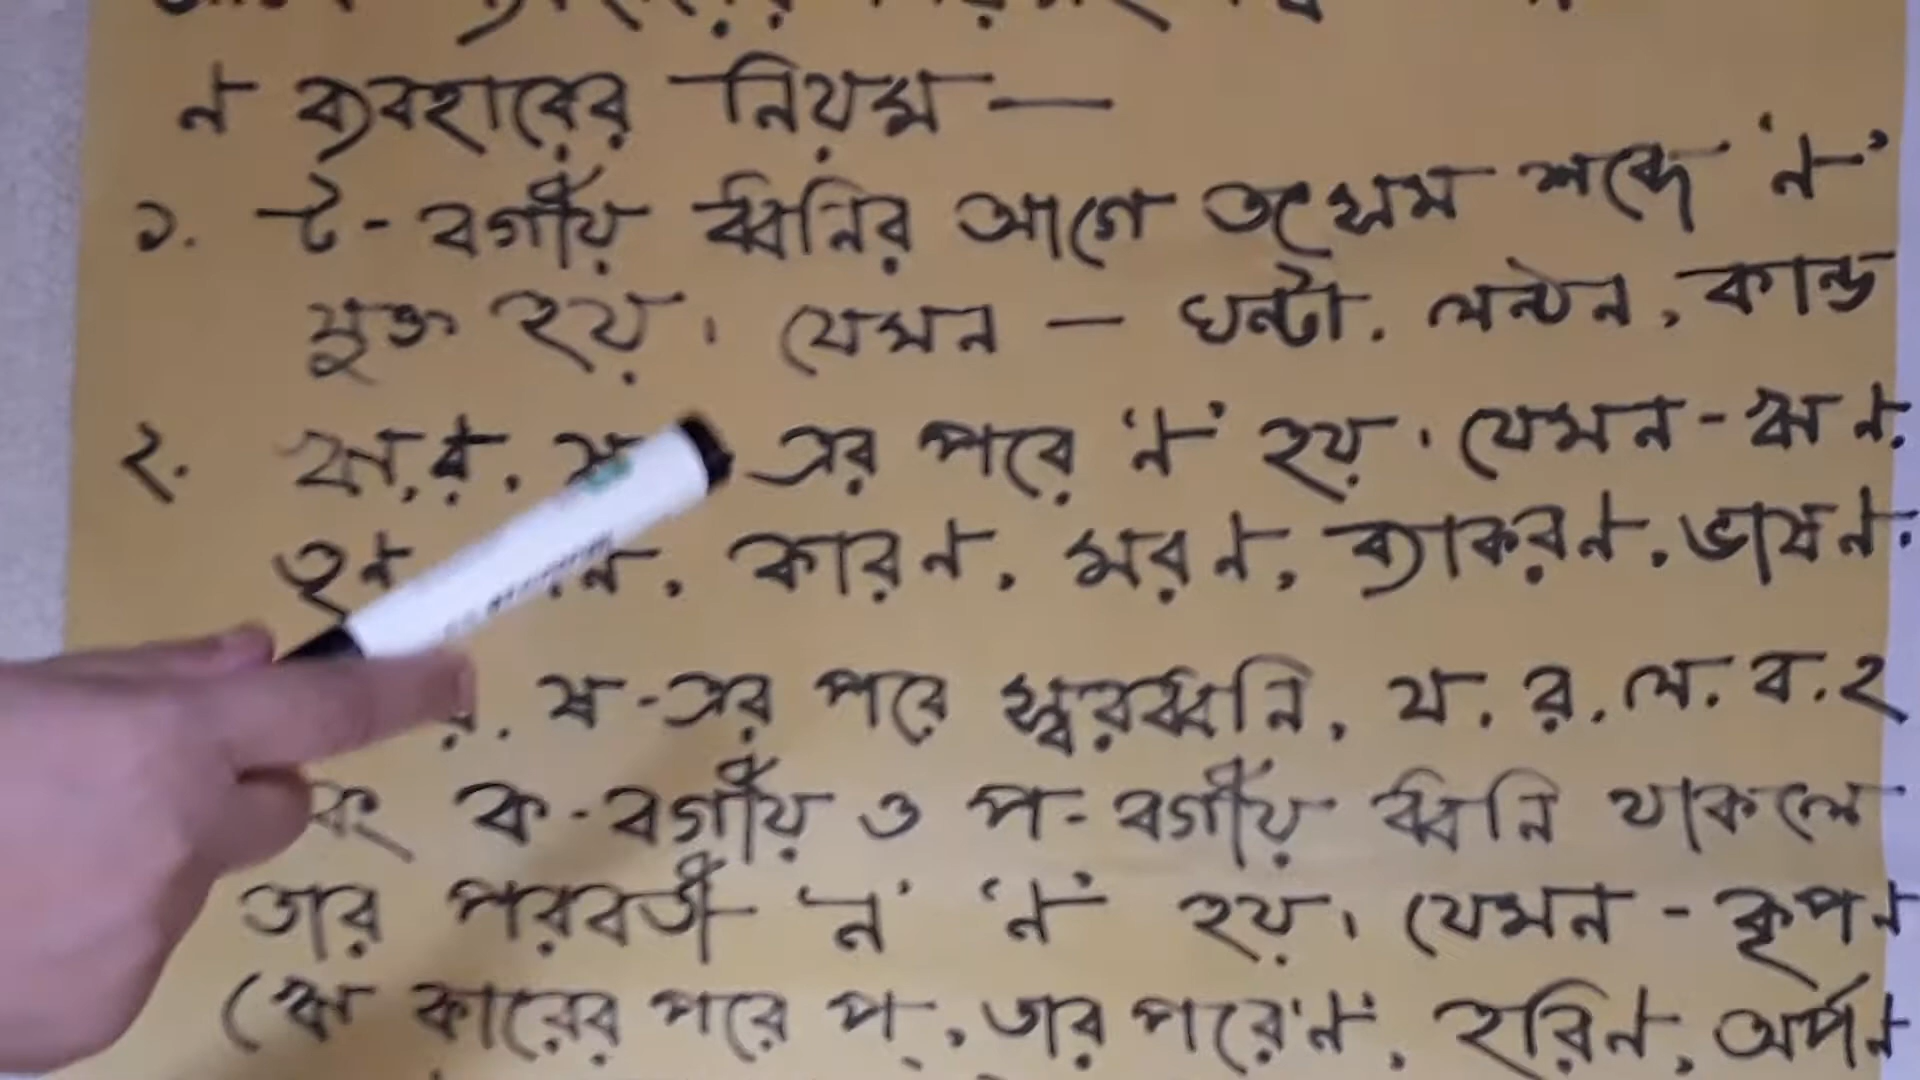 ণ ব্যবহারের নিয়ম —
১. ট-বর্গীয় ধ্বনির আগে তৎসম শব্দে 'ণ'
যুক্ত হয়। যেমন — ঘণ্টা, লণ্ঠন, কাণ্ড
২. ঋ, র, ষ এর পরে 'ণ' হয়। যেমন - ঋণ,
তৃণ, কারণ, মরণ, ব্যাকরণ, ভাষণ,
র, ষ-এর পরে স্বরধ্বনি, য, র, ল, ব, হ
ক-বর্গীয় ও প-বর্গীয় ধ্বনি থাকলে
তার পরবর্তী 'ন' 'ণ' হয়। যেমন - কৃপণ
(ঋ কারের পরে প্, তার পরে 'ণ', হরিণ, অর্পণ